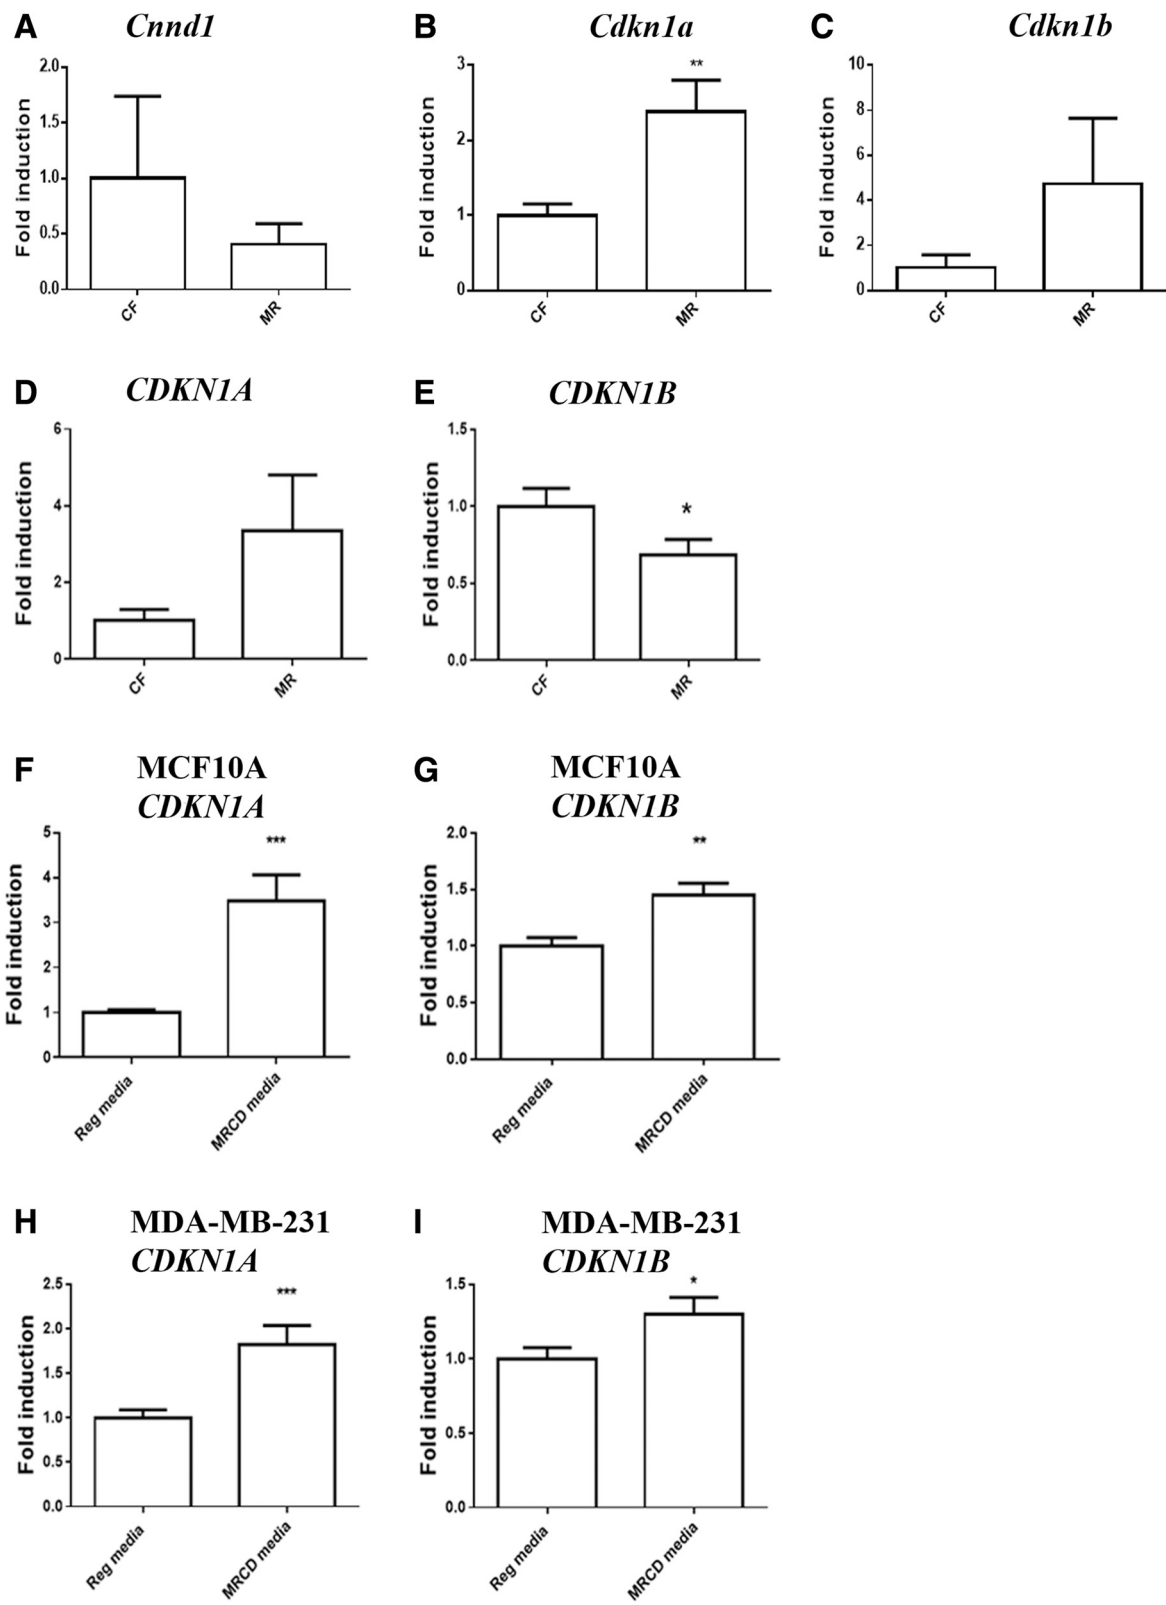 A Cnnd1
Fold induction
2.0
1.5
1.0
0.5
0.0
CF MR
B Cdkn1a
Fold induction
3
2
1
0
**
CF MR
C Cdkn1b
Fold induction
10
8
6
4
2
0
CF MR
D CDKN1A
Fold induction
6
4
2
0
CF MR
E CDKN1B
Fold induction
1.5
1.0
0.5
0.0
*
CF MR
F MCF10A
CDKN1A
Fold induction
5
4
3
2
1
0
***
Reg media MRCD media
G MCF10A
CDKN1B
Fold induction
2.0
1.5
1.0
0.5
0.0
**
Reg media MRCD media
H MDA-MB-231
CDKN1A
Fold induction
2.5
2.0
1.5
1.0
0.5
0.0
***
Reg media MRCD media
I MDA-MB-231
CDKN1B
Fold induction
1.5
1.0
0.5
0.0
*
Reg media MRCD media